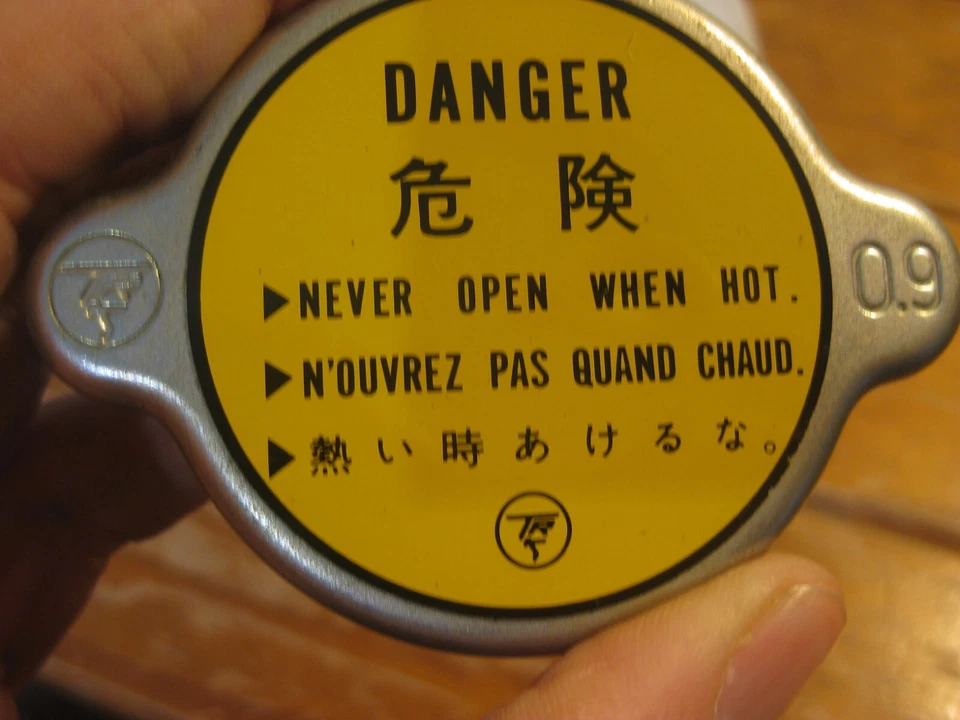 DANGER
危険
▶NEVER OPEN WHEN HOT.
▶N'OUVREZ PAS QUAND CHAUD.
▶熱い時あけるな。
0.9